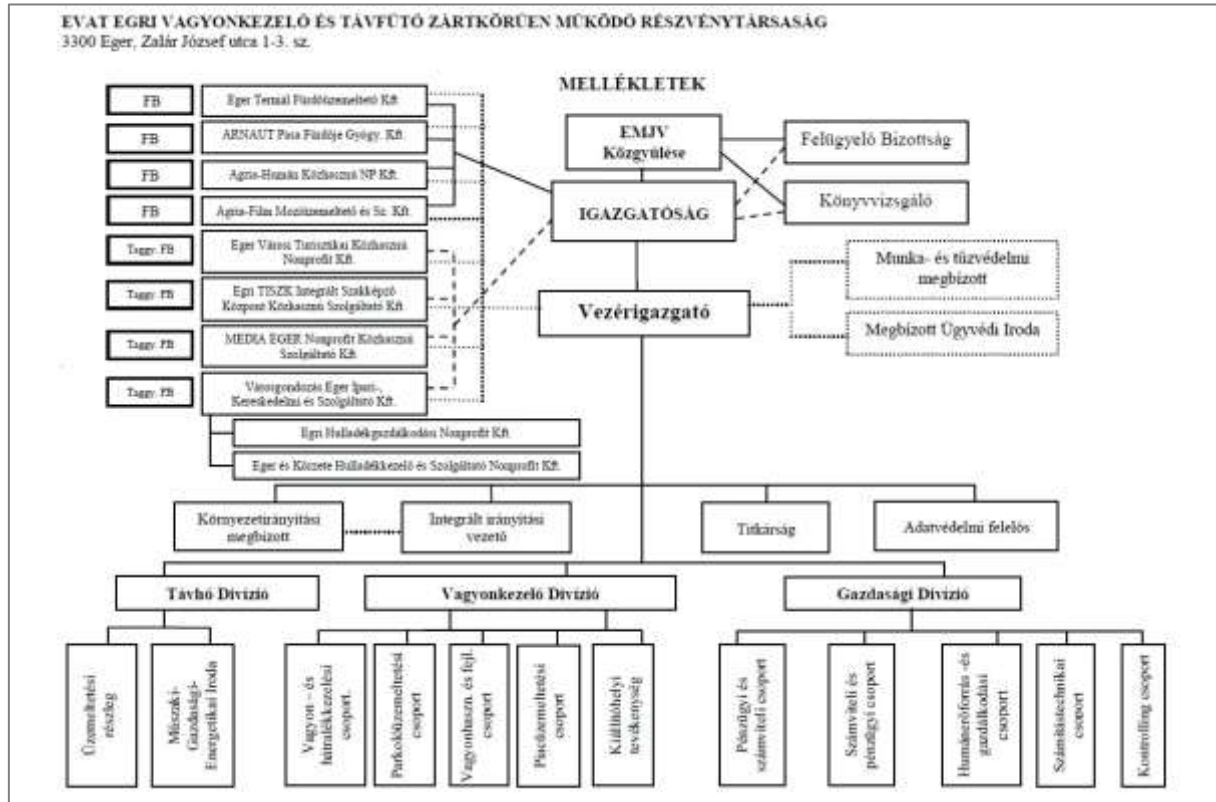 EVAT EGRI VAGYONKEZELŐ ÉS TÁVFŰTŐ ZÁRTKÖRŰEN MŰKÖDŐ RÉSZVÉNYTÁRSASÁG
3300 Eger, Zalár József utca 1-3. sz.
MELLÉKLETEK
FB
Eger Termál Fürdőüzemeltető Kft.
FB
ARNAUT Pasa Fürdője Gyógy. Kft.
FB
Agria-Humán Közhasznú NP Kft.
FB
Agria-Film Moziüzemeltető és Sz. Kft.
Taggy. FB
Eger Városi Turisztikai Közhasznú
Nonprofit Kft.
Taggy. FB
Egri TISZK Integrált Szakképző
Központ Közhasznú Szolgáltató Kft.
Taggy. FB
MEDIA EGER Nonprofit Közhasznú
Szolgáltató Kft.
Taggy. FB
Városgondozás Eger Ipari-,
Kereskedelmi és Szolgáltató Kft.
Egri Hulladékgazdálkodási Nonprofit Kft.
Eger és Körzete Hulladékkezelő és Szolgáltató Nonprofit Kft.
EMJV
Közgyűlése
Felügyelő Bizottság
IGAZGATÓSÁG
Könyvvizsgáló
Vezérigazgató
Munka- és tűzvédelmi
megbízott
Megbízott Ügyvédi Iroda
Környezetirányítási
megbízott
Integrált irányítási
vezető
Titkárság
Adatvédelmi felelős
Távhő Divízió
Vagyonkezelő Divízió
Gazdasági Divízió
Üzemeltetési
részleg
Műszaki-
Gazdasági-
Energetikai Iroda
Vagyon – és
hátralékkezelési
csoport.
Parkolóüzemeltetési
csoport
Vagyonhaszn. és fejl.
csoport
Piacüzemeltetési
csoport
Kiállítóhelyi
tevékenység
Pénzügyi és
számviteli csoport
Számviteli és
pénzügyi csoport
Humánerőforrás -és
gazdálkodási
csoport
Számítástechnikai
csoport
Kontrolling csoport